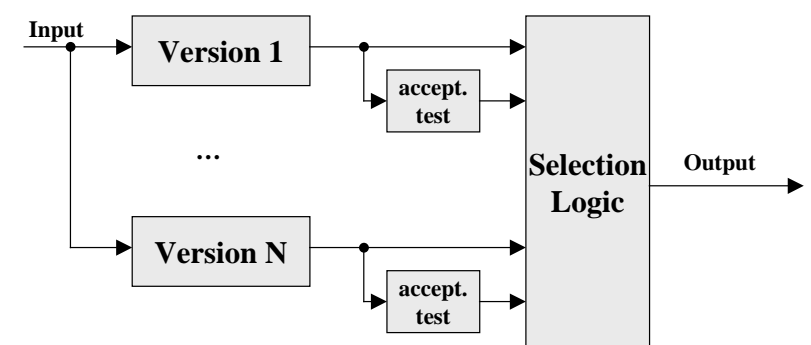 Input
Version 1
accept.
test
...
Selection
Logic
Output
Version N
accept.
test